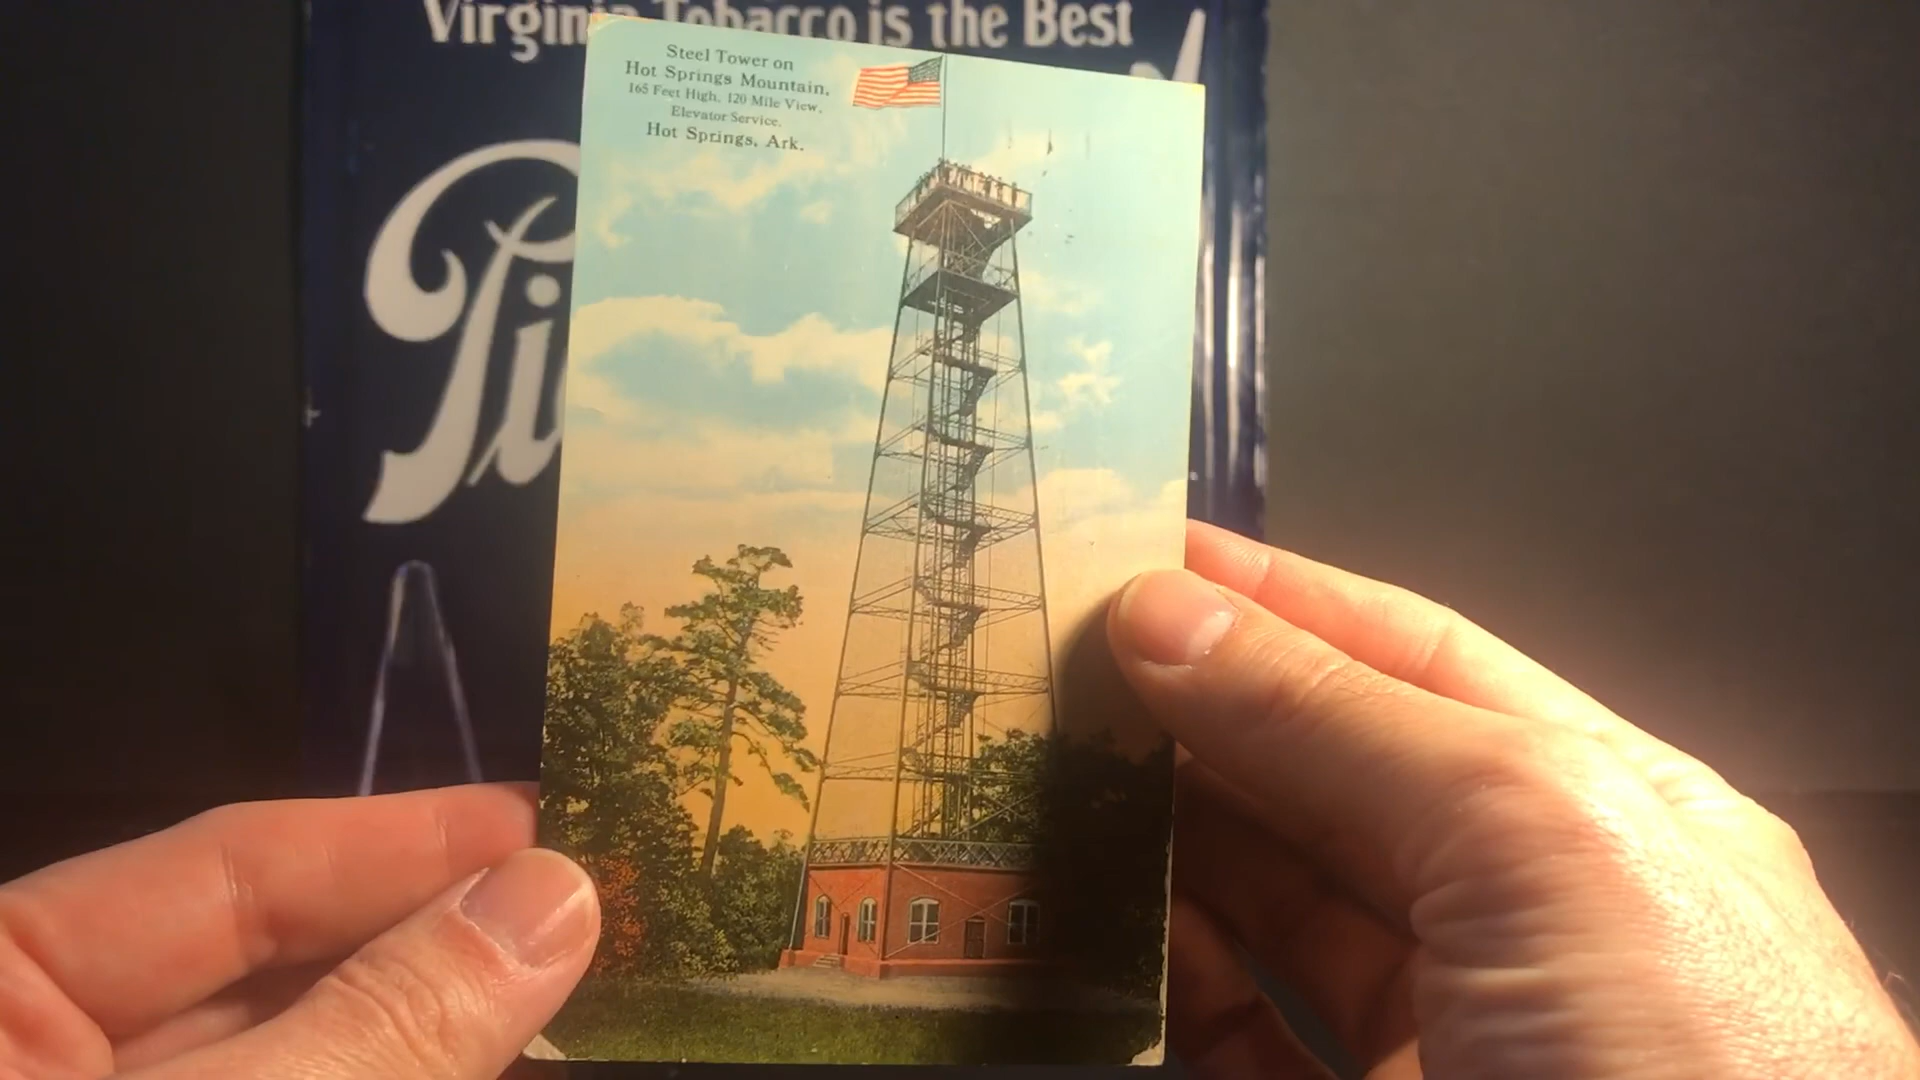 Virginia Tobacco is the Best
Steel Tower on
Hot Springs Mountain,
165 Feet High, 120 Mile View,
Elevator Service.
Hot Springs, Ark.